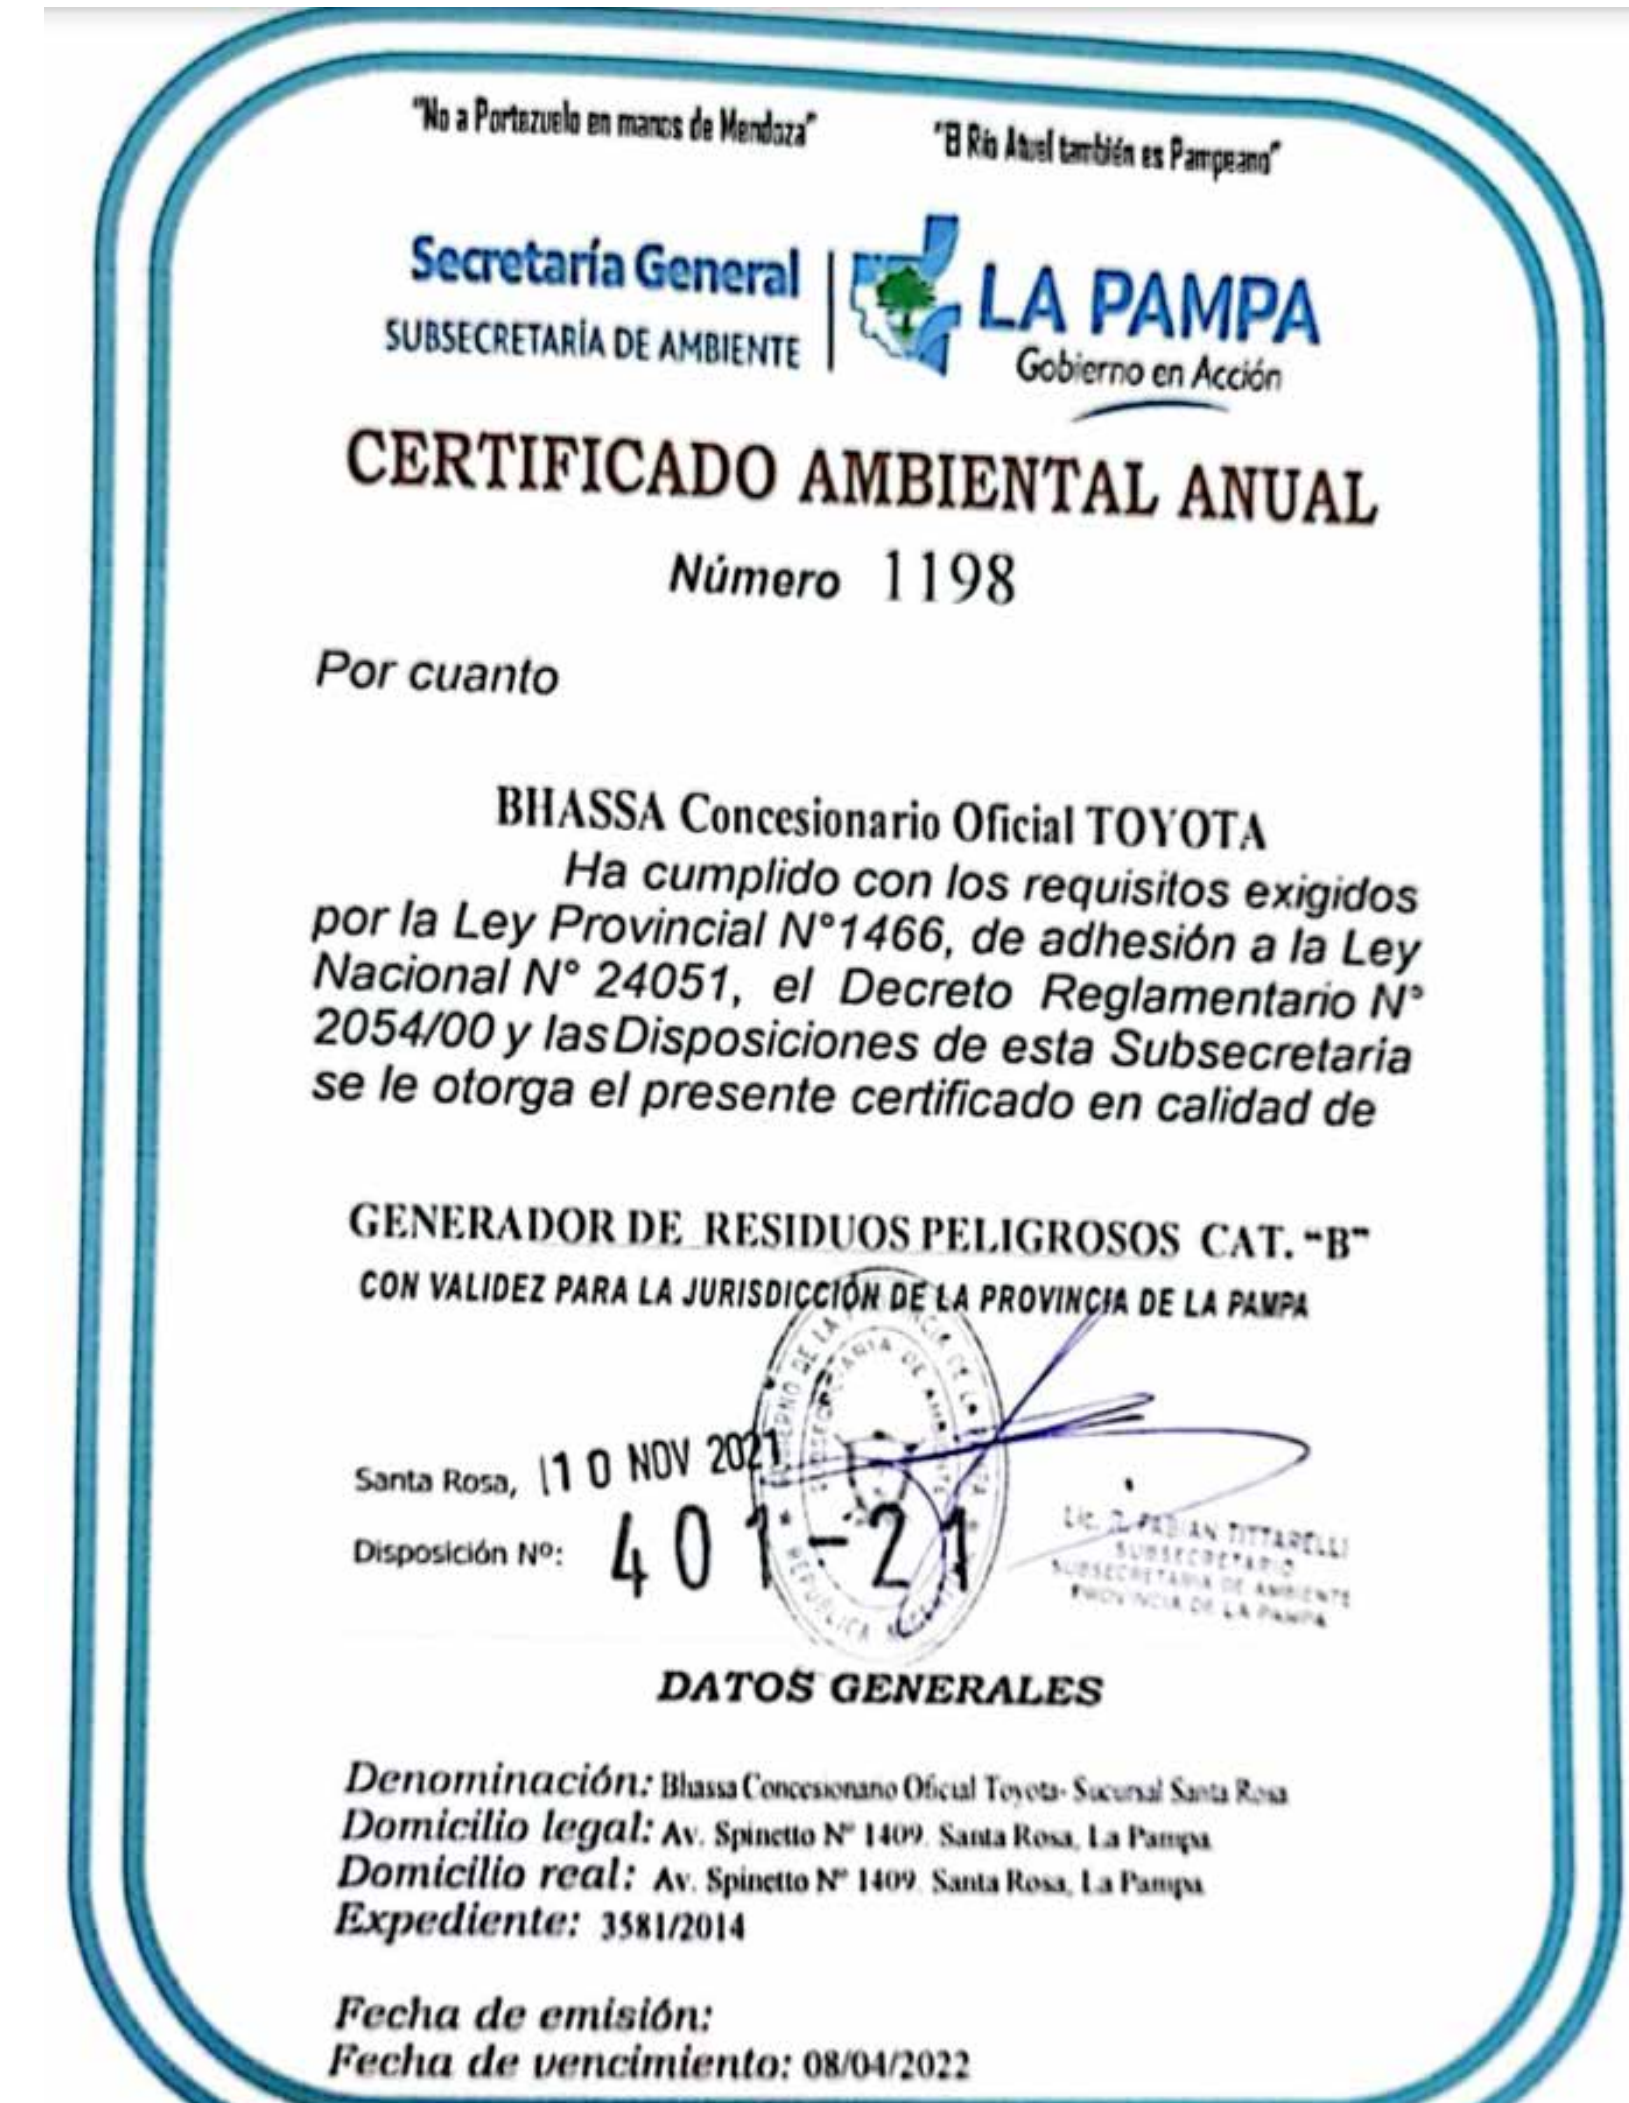 "No a Portezuelo en manos de Mendoza" "El Río Atuel también es Pampeano"
Secretaría General
SUBSECRETARÍA DE AMBIENTE
LA PAMPA
Gobierno en Acción
CERTIFICADO AMBIENTAL ANUAL
Número 1198
Por cuanto
BHASSA Concesionario Oficial TOYOTA
Ha cumplido con los requisitos exigidos
por la Ley Provincial N°1466, de adhesión a la Ley
Nacional N° 24051, el Decreto Reglamentario N°
2054/00 y las Disposiciones de esta Subsecretaria
se le otorga el presente certificado en calidad de
GENERADOR DE RESIDUOS PELIGROSOS CAT. "B"
CON VALIDEZ PARA LA JURISDICCIÓN DE LA PROVINCIA DE LA PAMPA
Santa Rosa, 10 NOV 2021
Disposición Nº: 401-21
Lic. FABIAN TITTARELLI
SUBSECRETARIO
SUBSECRETARIA DE AMBIENTE
PROVINCIA DE LA PAMPA
DATOS GENERALES
Denominación: Bhassa Concesionario Oficial Toyota- Sucursal Santa Rosa
Domicilio legal: Av. Spinetto Nº 1409. Santa Rosa, La Pampa
Domicilio real: Av. Spinetto Nº 1409. Santa Rosa, La Pampa
Expediente: 3581/2014
Fecha de emisión:
Fecha de vencimiento: 08/04/2022